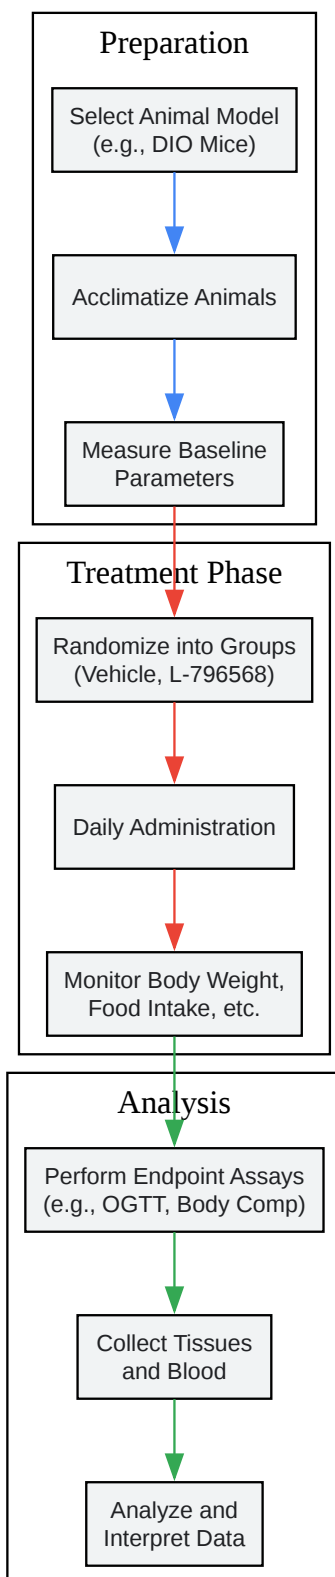 Preparation
Select Animal Model
(e.g., DIO Mice)
Acclimatize Animals
Measure Baseline
Parameters
Treatment Phase
Randomize into Groups
(Vehicle, L-796568)
Daily Administration
Monitor Body Weight,
Food Intake, etc.
Analysis
Perform Endpoint Assays
(e.g., OGTT, Body Comp)
Collect Tissues
and Blood
Analyze and
Interpret Data